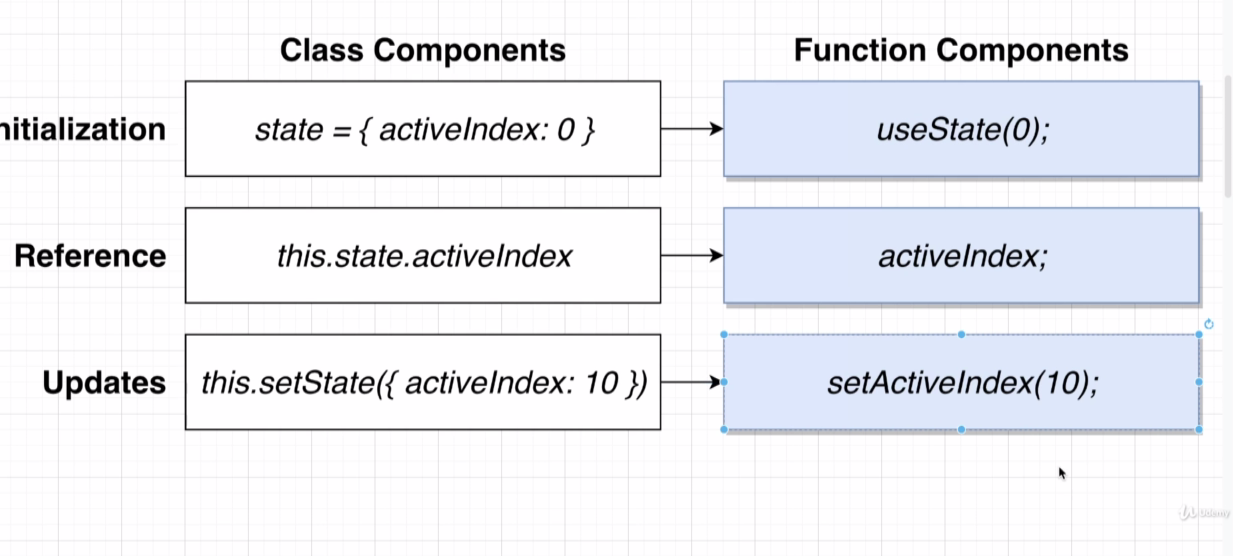 Class Components Function Components
nitialization state = { activeIndex: 0 } useState(0);
Reference this.state.activeIndex activeIndex;
Updates this.setState({ activeIndex: 10 }) setActiveIndex(10);
Udemy